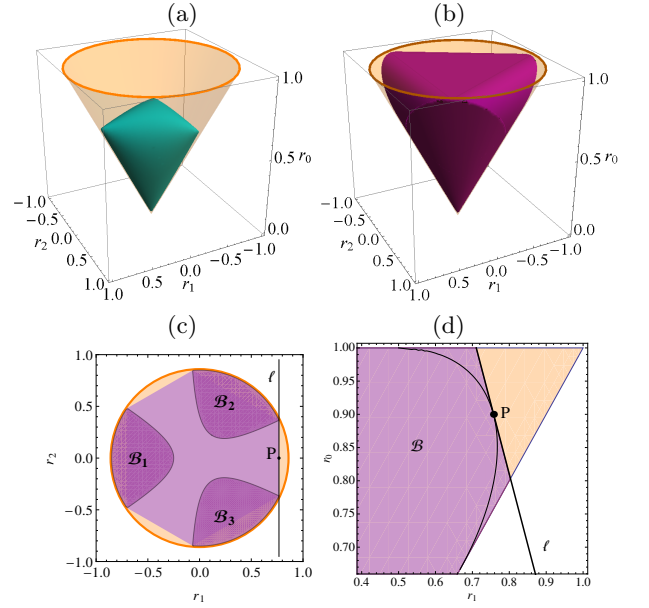 (a)
1.0
0.5
r0
0.0
-1.0
-0.5
r2 0.0
0.5
1.0
1.0
0.5
0.0
r1
-0.5
-1.0
(b)
1.0
0.5
r0
0.0
-1.0
-0.5
r2 0.0
0.5
1.0
1.0
0.5
0.0
r1
-0.5
-1.0
(c)
1.0
0.5
0.0
-0.5
-1.0
r2
ℓ
ℬ2
P
ℬ1
ℬ3
-1.0 -0.5 0.0 0.5 1.0
r1
(d)
1.00
0.95
0.90
0.85
0.80
0.75
0.70
r0
P
ℬ
ℓ
0.4 0.5 0.6 0.7 0.8 0.9 1.0
r1